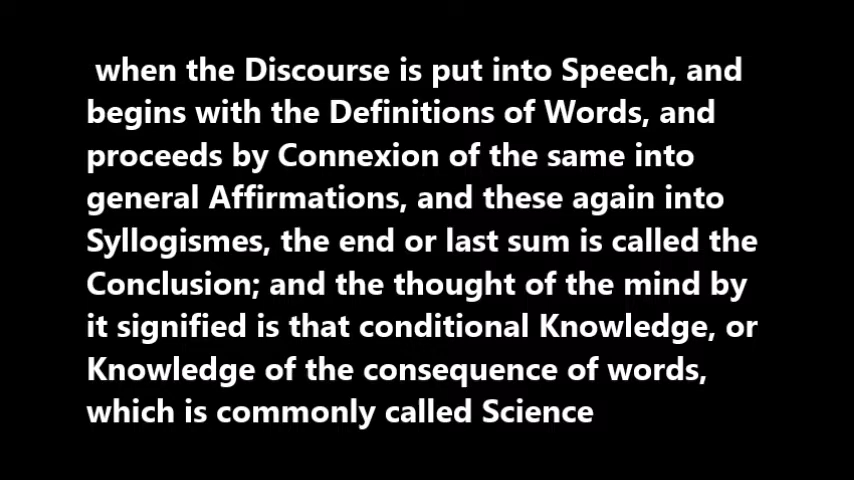 when the Discourse is put into Speech, and
begins with the Definitions of Words, and
proceeds by Connexion of the same into
general Affirmations, and these again into
Syllogismes, the end or last sum is called the
Conclusion; and the thought of the mind by
it signified is that conditional Knowledge, or
Knowledge of the consequence of words,
which is commonly called Science